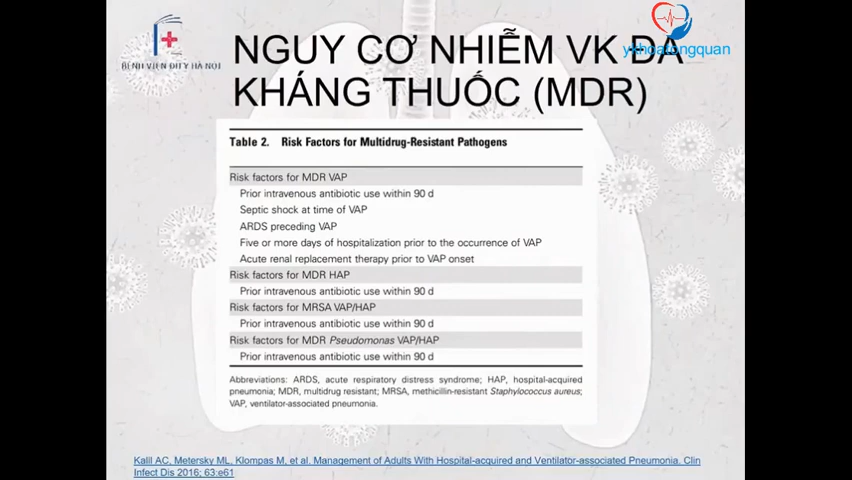 BỆNH VIỆN ĐHY HÀ NỘI
ykhoatongquan
NGUY CƠ NHIỄM VK ĐA
KHÁNG THUỐC (MDR)
Table 2. Risk Factors for Multidrug-Resistant Pathogens
Risk factors for MDR VAP
Prior intravenous antibiotic use within 90 d
Septic shock at time of VAP
ARDS preceding VAP
Five or more days of hospitalization prior to the occurrence of VAP
Acute renal replacement therapy prior to VAP onset
Risk factors for MDR HAP
Prior intravenous antibiotic use within 90 d
Risk factors for MRSA VAP/HAP
Prior intravenous antibiotic use within 90 d
Risk factors for MDR Pseudomonas VAP/HAP
Prior intravenous antibiotic use within 90 d
Abbreviations: ARDS, acute respiratory distress syndrome; HAP, hospital-acquired
pneumonia; MDR, multidrug resistant; MRSA, methicillin-resistant Staphylococcus aureus;
VAP, ventilator-associated pneumonia.
Kalil AC, Metersky ML, Klompas M, et al. Management of Adults With Hospital-acquired and Ventilator-associated Pneumonia. Clin
Infect Dis 2016; 63:e61